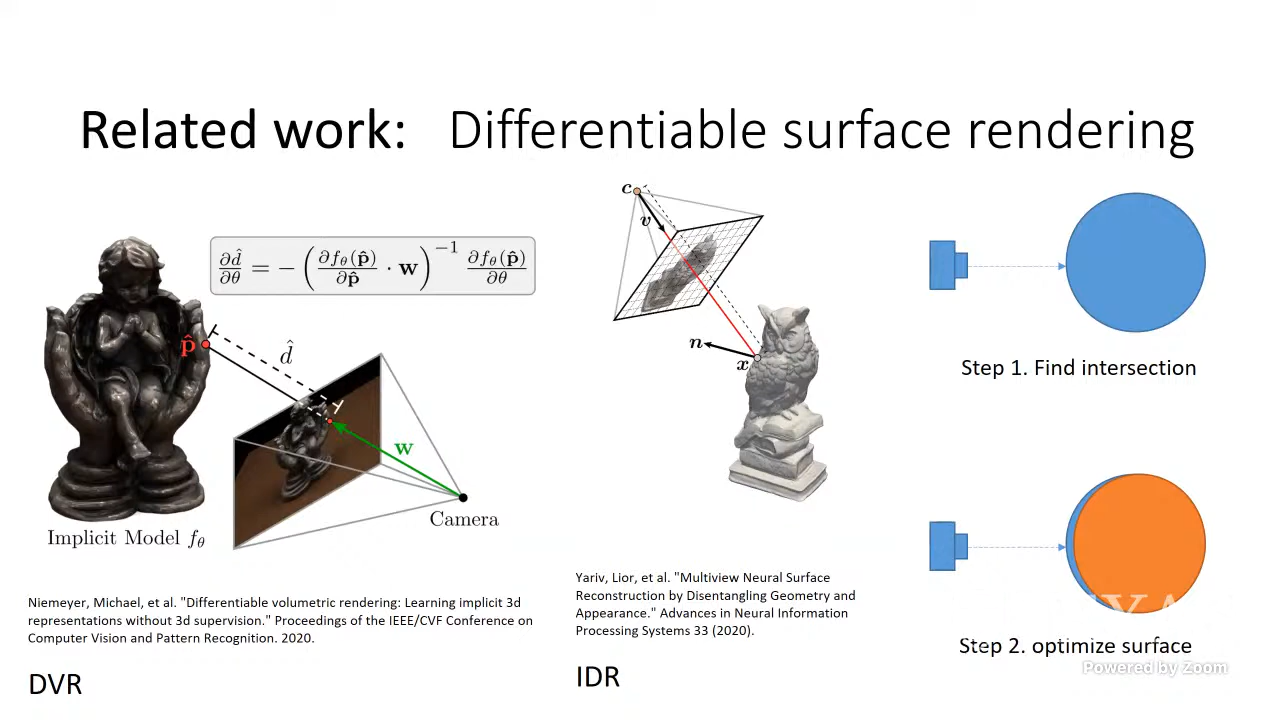 Related work: Differentiable surface rendering
∂d̂/∂θ = −(∂fθ(p̂)/∂p̂ · w)⁻¹ ∂fθ(p̂)/∂θ
p̂
d̂
w
Camera
Implicit Model fθ
Niemeyer, Michael, et al. "Differentiable volumetric rendering: Learning implicit 3d
representations without 3d supervision." Proceedings of the IEEE/CVF Conference on
Computer Vision and Pattern Recognition. 2020.
DVR
c
v
n
x
Yariv, Lior, et al. "Multiview Neural Surface
Reconstruction by Disentangling Geometry and
Appearance." Advances in Neural Information
Processing Systems 33 (2020).
IDR
Step 1. Find intersection
Step 2. optimize surface
Powered by Zoom